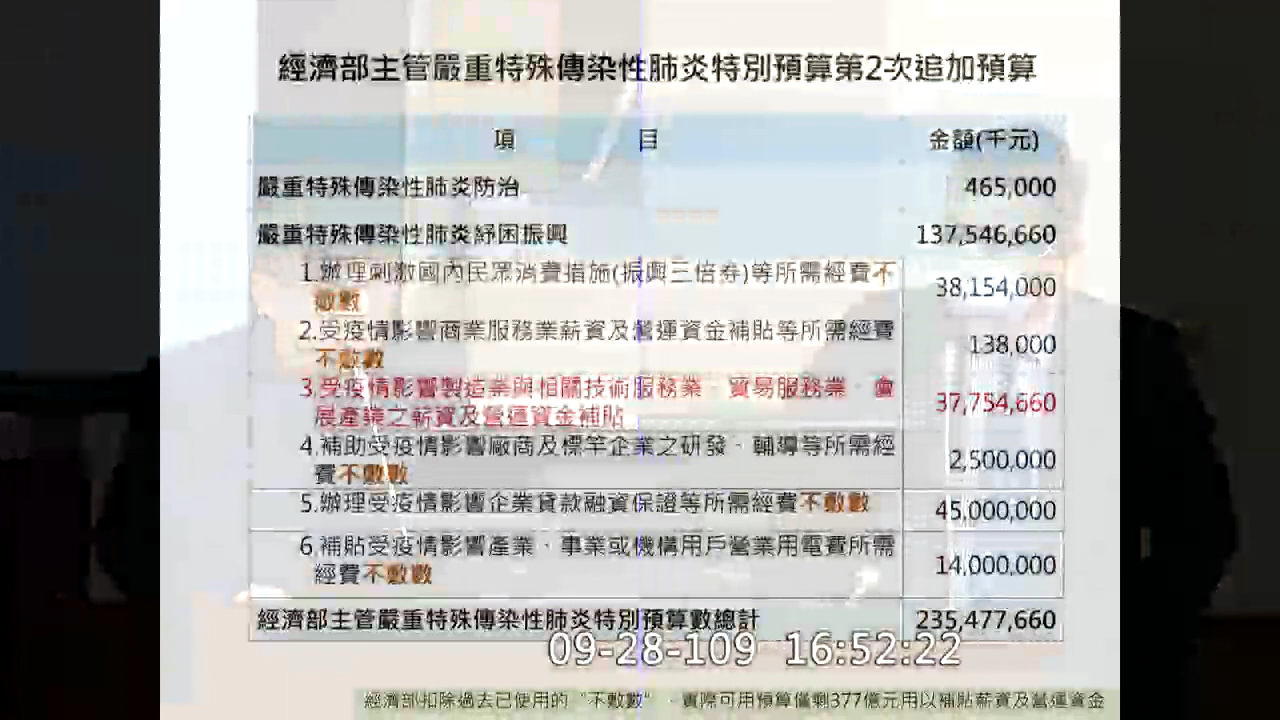 經濟部主管嚴重特殊傳染性肺炎特別預算第2次追加預算
項 目 金額(千元)
嚴重特殊傳染性肺炎防治 465,000
嚴重特殊傳染性肺炎紓困振興 137,546,660
1.辦理刺激國內民眾消費措施(振興三倍券)等所需經費不
敷數 38,154,000
2.受疫情影響商業服務業薪資及營運資金補貼等所需經費
不敷數 138,000
3.受疫情影響製造業與相關技術服務業、貿易服務業、會
展產業之薪資及營運資金補貼 37,754,660
4.補助受疫情影響廠商及標竿企業之研發、輔導等所需經
費不敷數 2,500,000
5.辦理受疫情影響企業貸款融資保證等所需經費不敷數 45,000,000
6.補貼受疫情影響產業、事業或機構用戶營業用電費所需
經費不敷數 14,000,000
經濟部主管嚴重特殊傳染性肺炎特別預算數總計 235,477,660
09-28-109 16:52:22
經濟部扣除過去已使用的“不敷數”，實際可用預算僅剩377億元用以補貼薪資及營運資金